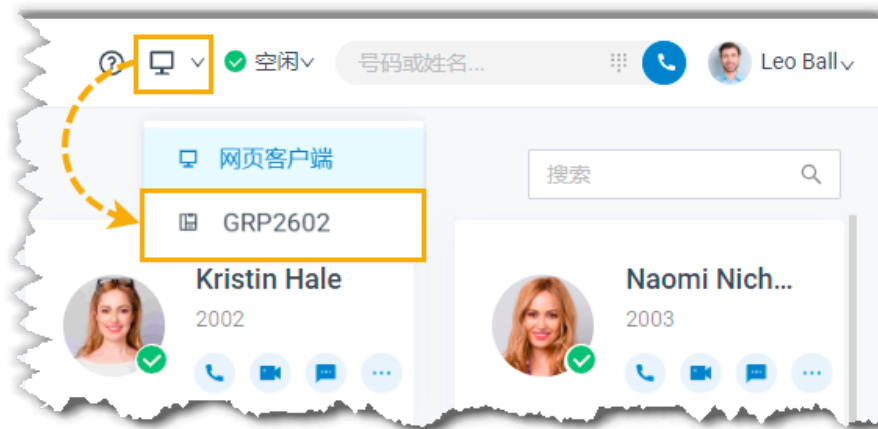 空闲
号码或姓名...
Leo Ball
网页客户端
搜索
GRP2602
Kristin Hale
2002
Naomi Nich...
2003